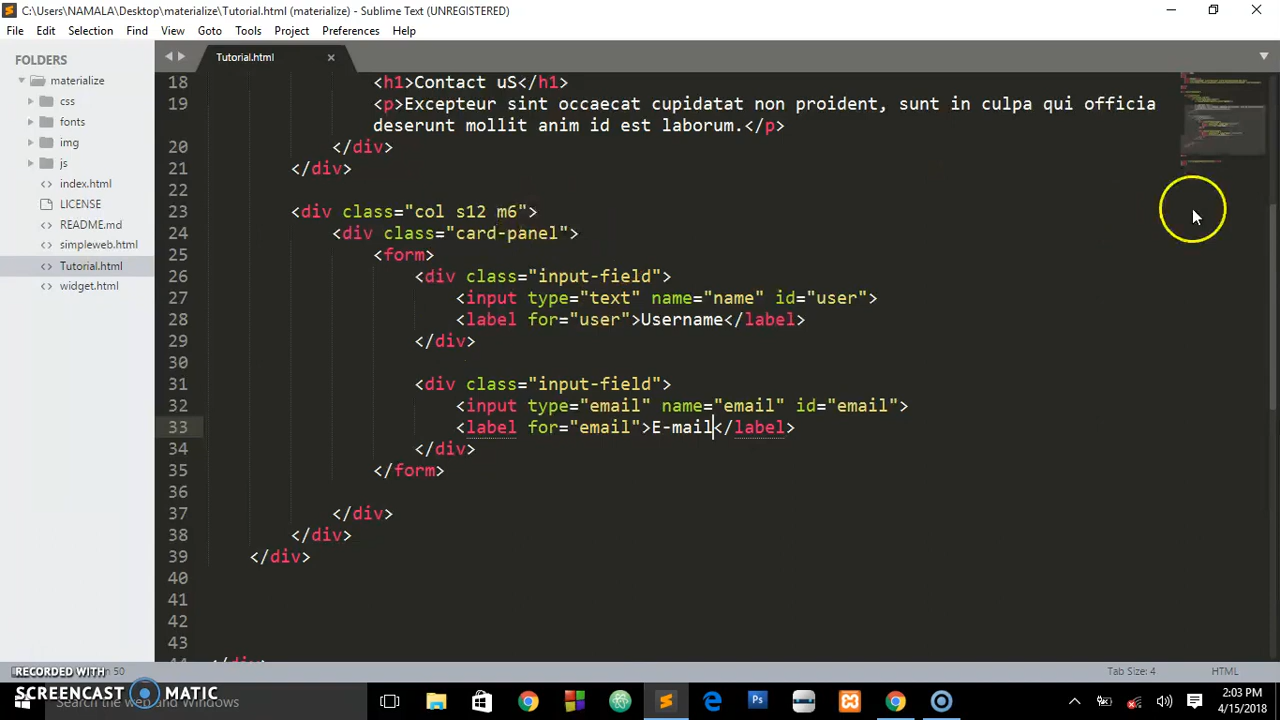 C:\Users\NAMALA\Desktop\materialize\Tutorial.html (materialize) - Sublime Text (UNREGISTERED)
File Edit Selection Find View Goto Tools Project Preferences Help
FOLDERS
materialize
css
fonts
img
js
index.html
LICENSE
README.md
simpleweb.html
Tutorial.html
widget.html
Tutorial.html ×
18 <h1>Contact uS</h1>
19 <p>Excepteur sint occaecat cupidatat non proident, sunt in culpa qui officia
deserunt mollit anim id est laborum.</p>
20 </div>
21 </div>
22
23 <div class="col s12 m6">
24 <div class="card-panel">
25 <form>
26 <div class="input-field">
27 <input type="text" name="name" id="user">
28 <label for="user">Username</label>
29 </div>
30
31 <div class="input-field">
32 <input type="email" name="email" id="email">
33 <label for="email">E-mail</label>
34 </div>
35 </form>
36
37 </div>
38 </div>
39 </div>
40
41
42
43
Tab Size: 4 HTML
RECORDED WITH
SCREENCAST MATIC
Search the web and Windows
2:03 PM
4/15/2018